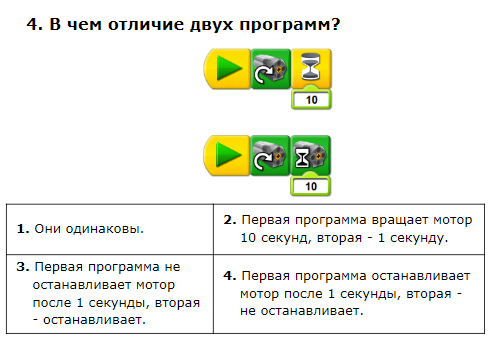 4. В чем отличие двух программ?
10
10
1. Они одинаковы.
2. Первая программа вращает мотор
10 секунд, вторая - 1 секунду.
3. Первая программа не
останавливает мотор
после 1 секунды, вторая
- останавливает.
4. Первая программа останавливает
мотор после 1 секунды, вторая -
не останавливает.